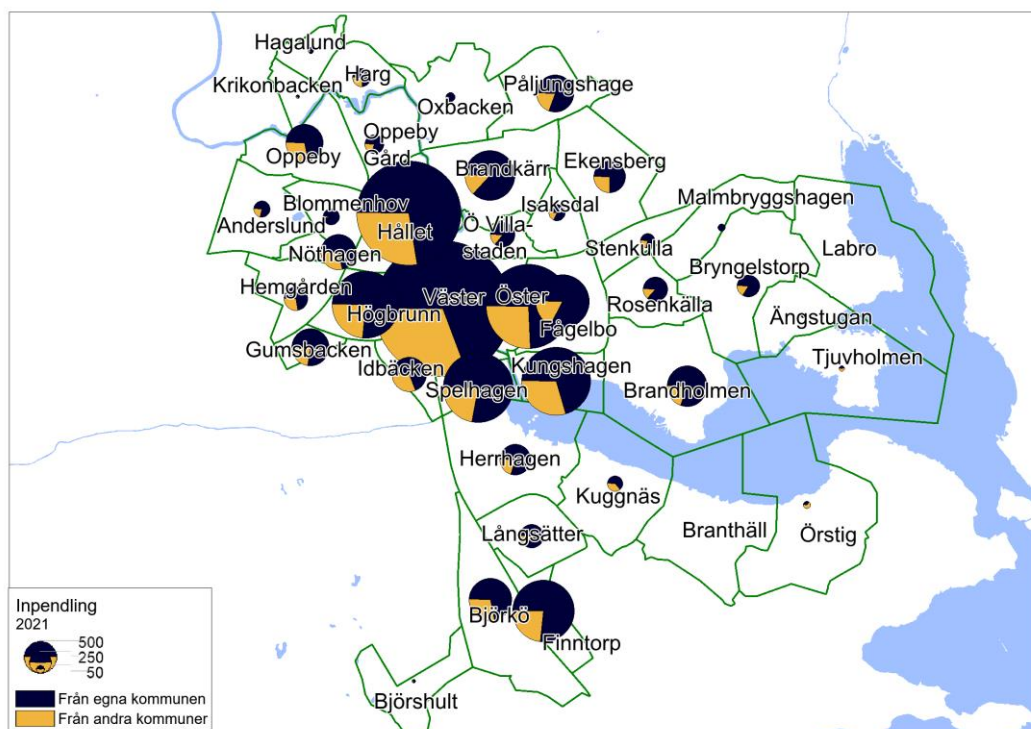 Hagalund
Krikonbacken
Harg
Oxbacken
Påljungshage
Oppeby
Oppeby
Gård
Brandkärr
Ekensberg
Anderslund
Blommenhov
Hållet
Isaksdal
Malmbryggshagen
Ö Villa-
staden
Stenkulla
Labro
Nöthagen
Bryngelstorp
Hemgården
Högbrunn
Väster
Öster
Fågelbo
Rosenkälla
Ängstugan
Gumsbacken
Idbäcken
Spelhagen
Kungshagen
Brandholmen
Tjuvholmen
Herrhagen
Kuggnäs
Långsätter
Branthäll
Örstig
Björkö
Finntorp
Björshult
Inpendling
2021
500
250
50
Från egna kommunen
Från andra kommuner